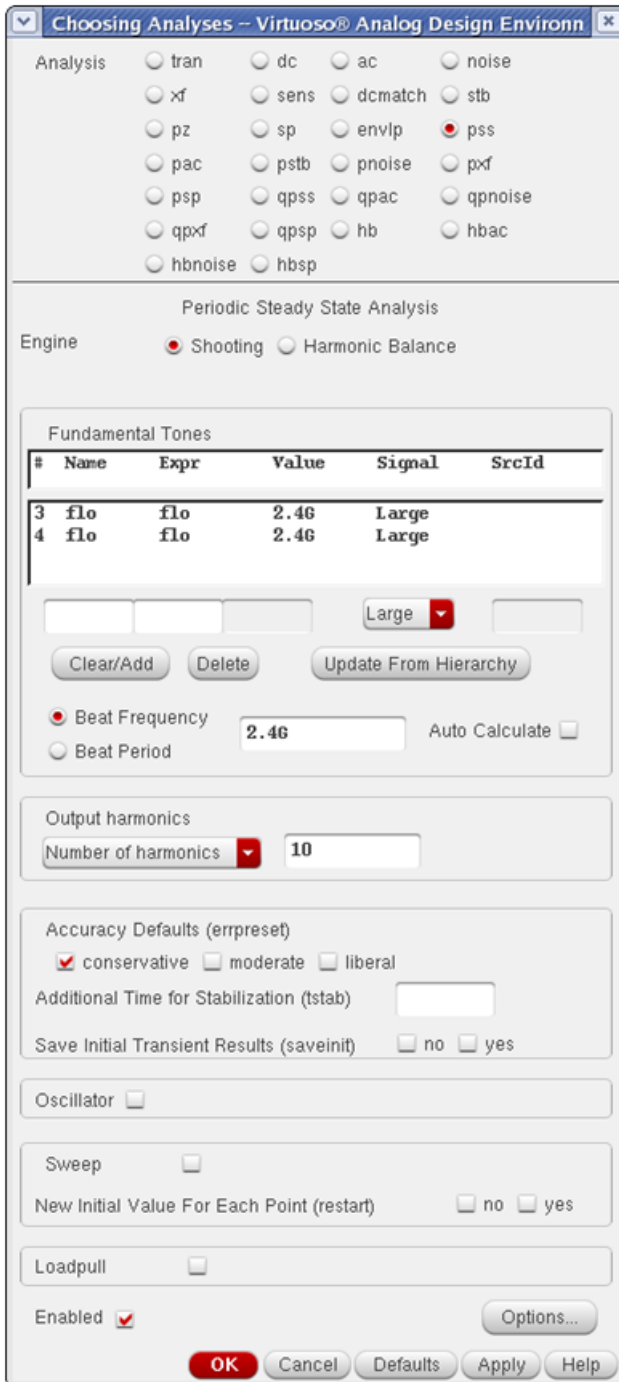 Choosing Analyses -- Virtuoso® Analog Design Environn
Analysis tran dc ac noise
xf sens dcmatch stb
pz sp envlp pss
pac pstb pnoise pxf
psp qpss qpac qpnoise
qpxf qpsp hb hbac
hbnoise hbsp
Periodic Steady State Analysis
Engine Shooting Harmonic Balance
Fundamental Tones
# Name Expr Value Signal SrcId
3 flo flo 2.4G Large
4 flo flo 2.4G Large
Large
Clear/Add Delete Update From Hierarchy
Beat Frequency 2.4G Auto Calculate
Beat Period
Output harmonics
Number of harmonics 10
Accuracy Defaults (errpreset)
conservative moderate liberal
Additional Time for Stabilization (tstab)
Save Initial Transient Results (saveinit) no yes
Oscillator
Sweep
New Initial Value For Each Point (restart) no yes
Loadpull
Enabled Options...
OK Cancel Defaults Apply Help